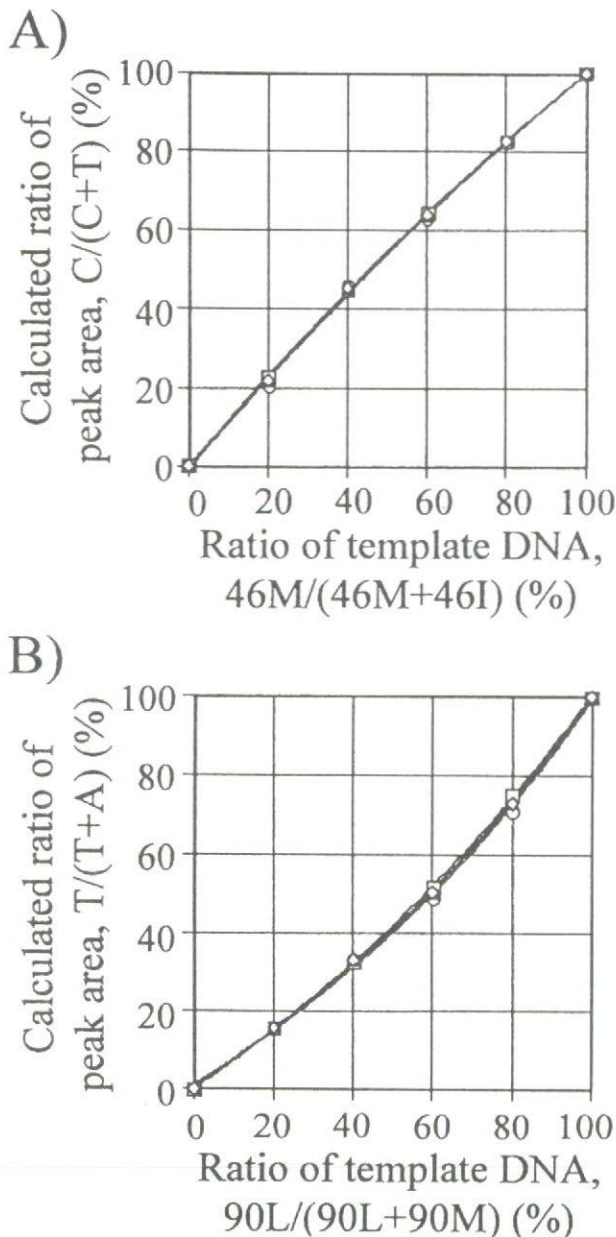 A)
Calculated ratio of
peak area, C/(C+T) (%)
100
80
60
40
20
0
0 20 40 60 80 100
Ratio of template DNA,
46M/(46M+46I) (%)
B)
Calculated ratio of
peak area, T/(T+A) (%)
100
80
60
40
20
0
0 20 40 60 80 100
Ratio of template DNA,
90L/(90L+90M) (%)